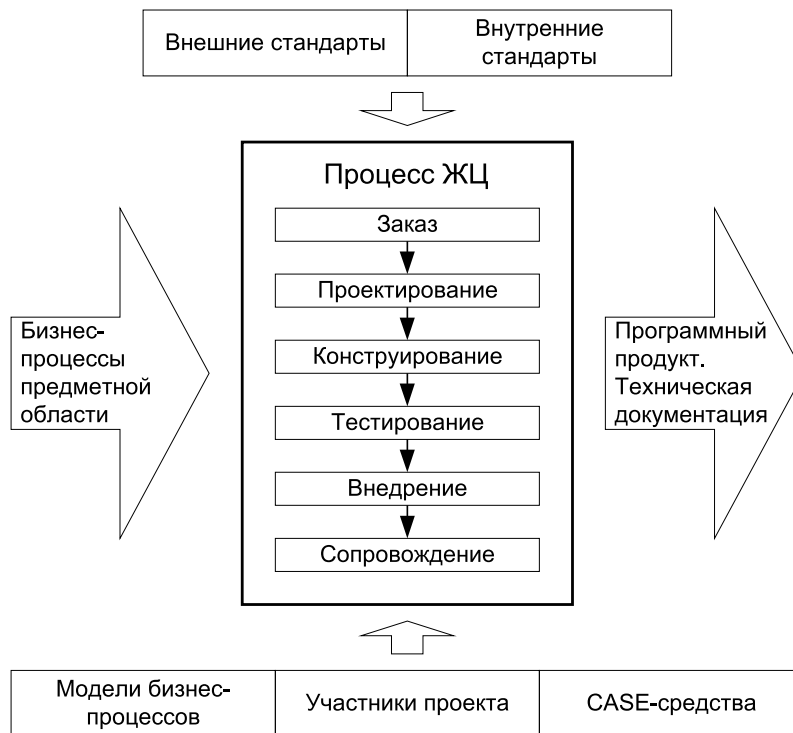 Внешние стандарты
Внутренние
стандарты
Процесс ЖЦ
Заказ
Проектирование
Конструирование
Тестирование
Внедрение
Сопровождение
Бизнес-
процессы
предметной
области
Программный
продукт.
Техническая
документация
Модели бизнес-
процессов
Участники проекта
CASE-средства